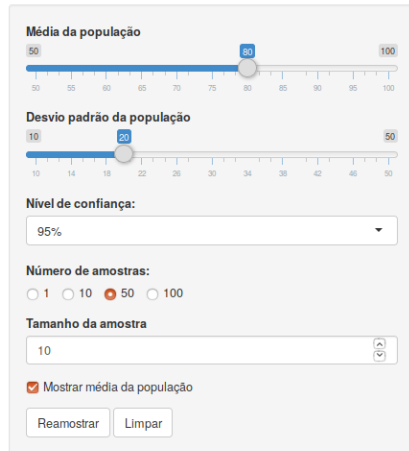 Média da população
50 80 100
50 55 60 65 70 75 80 85 90 95 100
Desvio padrão da população
10 20 50
10 14 18 22 26 30 34 38 42 46 50
Nível de confiança:
95%
Número de amostras:
1 10 50 100
Tamanho da amostra
10
Mostrar média da população
Reamostrar Limpar